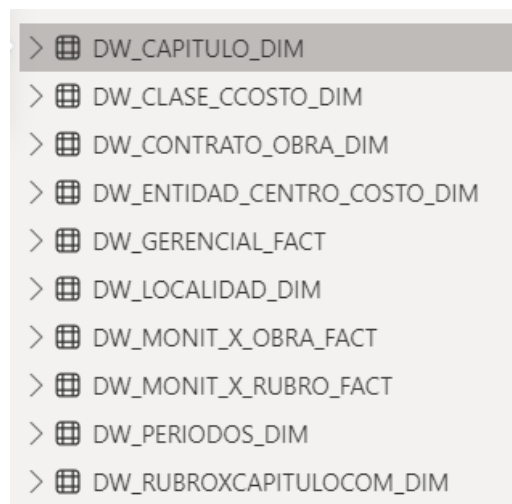 DW_CAPITULO_DIM
DW_CLASE_CCOSTO_DIM
DW_CONTRATO_OBRA_DIM
DW_ENTIDAD_CENTRO_COSTO_DIM
DW_GERENCIAL_FACT
DW_LOCALIDAD_DIM
DW_MONIT_X_OBRA_FACT
DW_MONIT_X_RUBRO_FACT
DW_PERIODOS_DIM
DW_RUBROXCAPITULOCOM_DIM